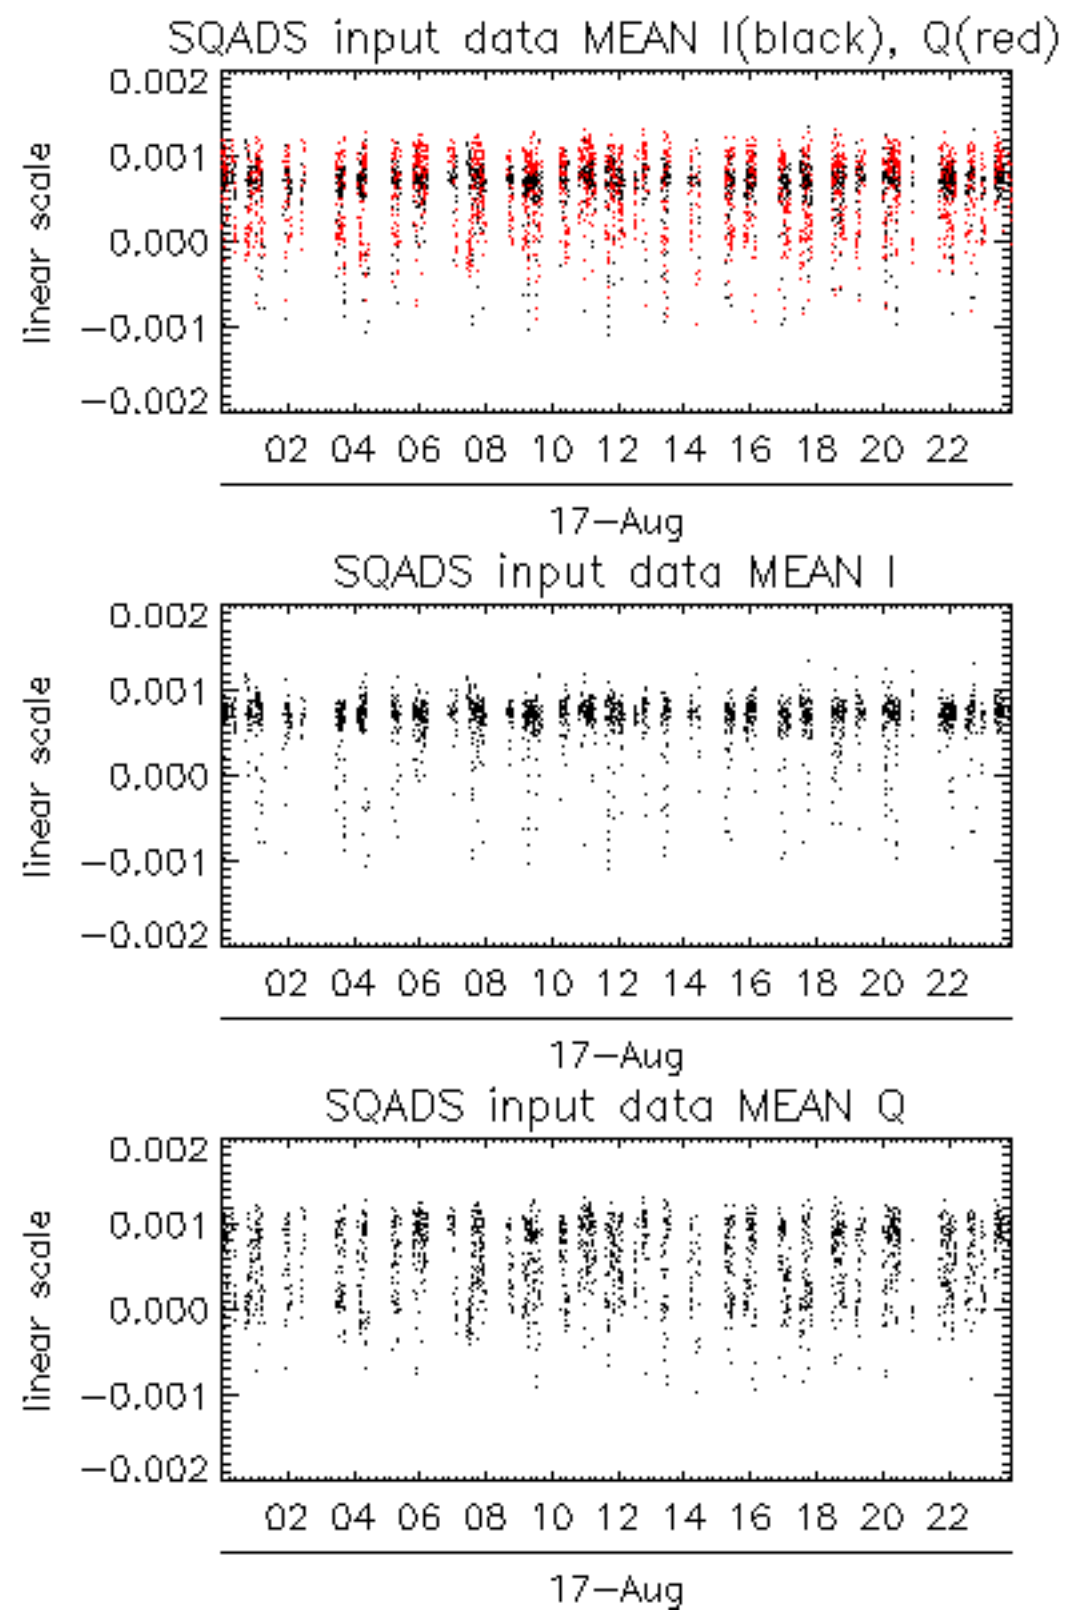 SQADS input data MEAN I(black), Q(red)
0.002
0.001
0.000
−0.001
−0.002
linear scale
02 04 06 08 10 12 14 16 18 20 22
17−Aug
SQADS input data MEAN I
0.002
0.001
0.000
−0.001
−0.002
linear scale
02 04 06 08 10 12 14 16 18 20 22
17−Aug
SQADS input data MEAN Q
0.002
0.001
0.000
−0.001
−0.002
linear scale
02 04 06 08 10 12 14 16 18 20 22
17−Aug